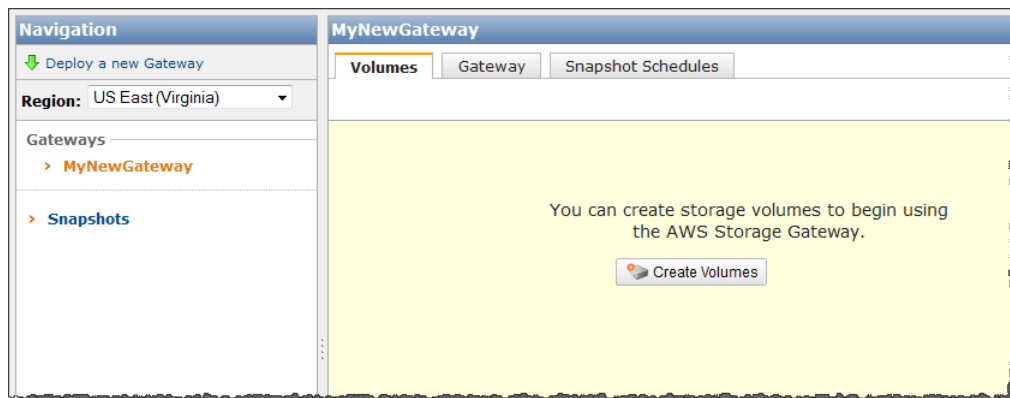 Navigation
Deploy a new Gateway
Region: US East (Virginia)
Gateways
MyNewGateway
Snapshots
MyNewGateway
Volumes Gateway Snapshot Schedules
You can create storage volumes to begin using
the AWS Storage Gateway.
Create Volumes